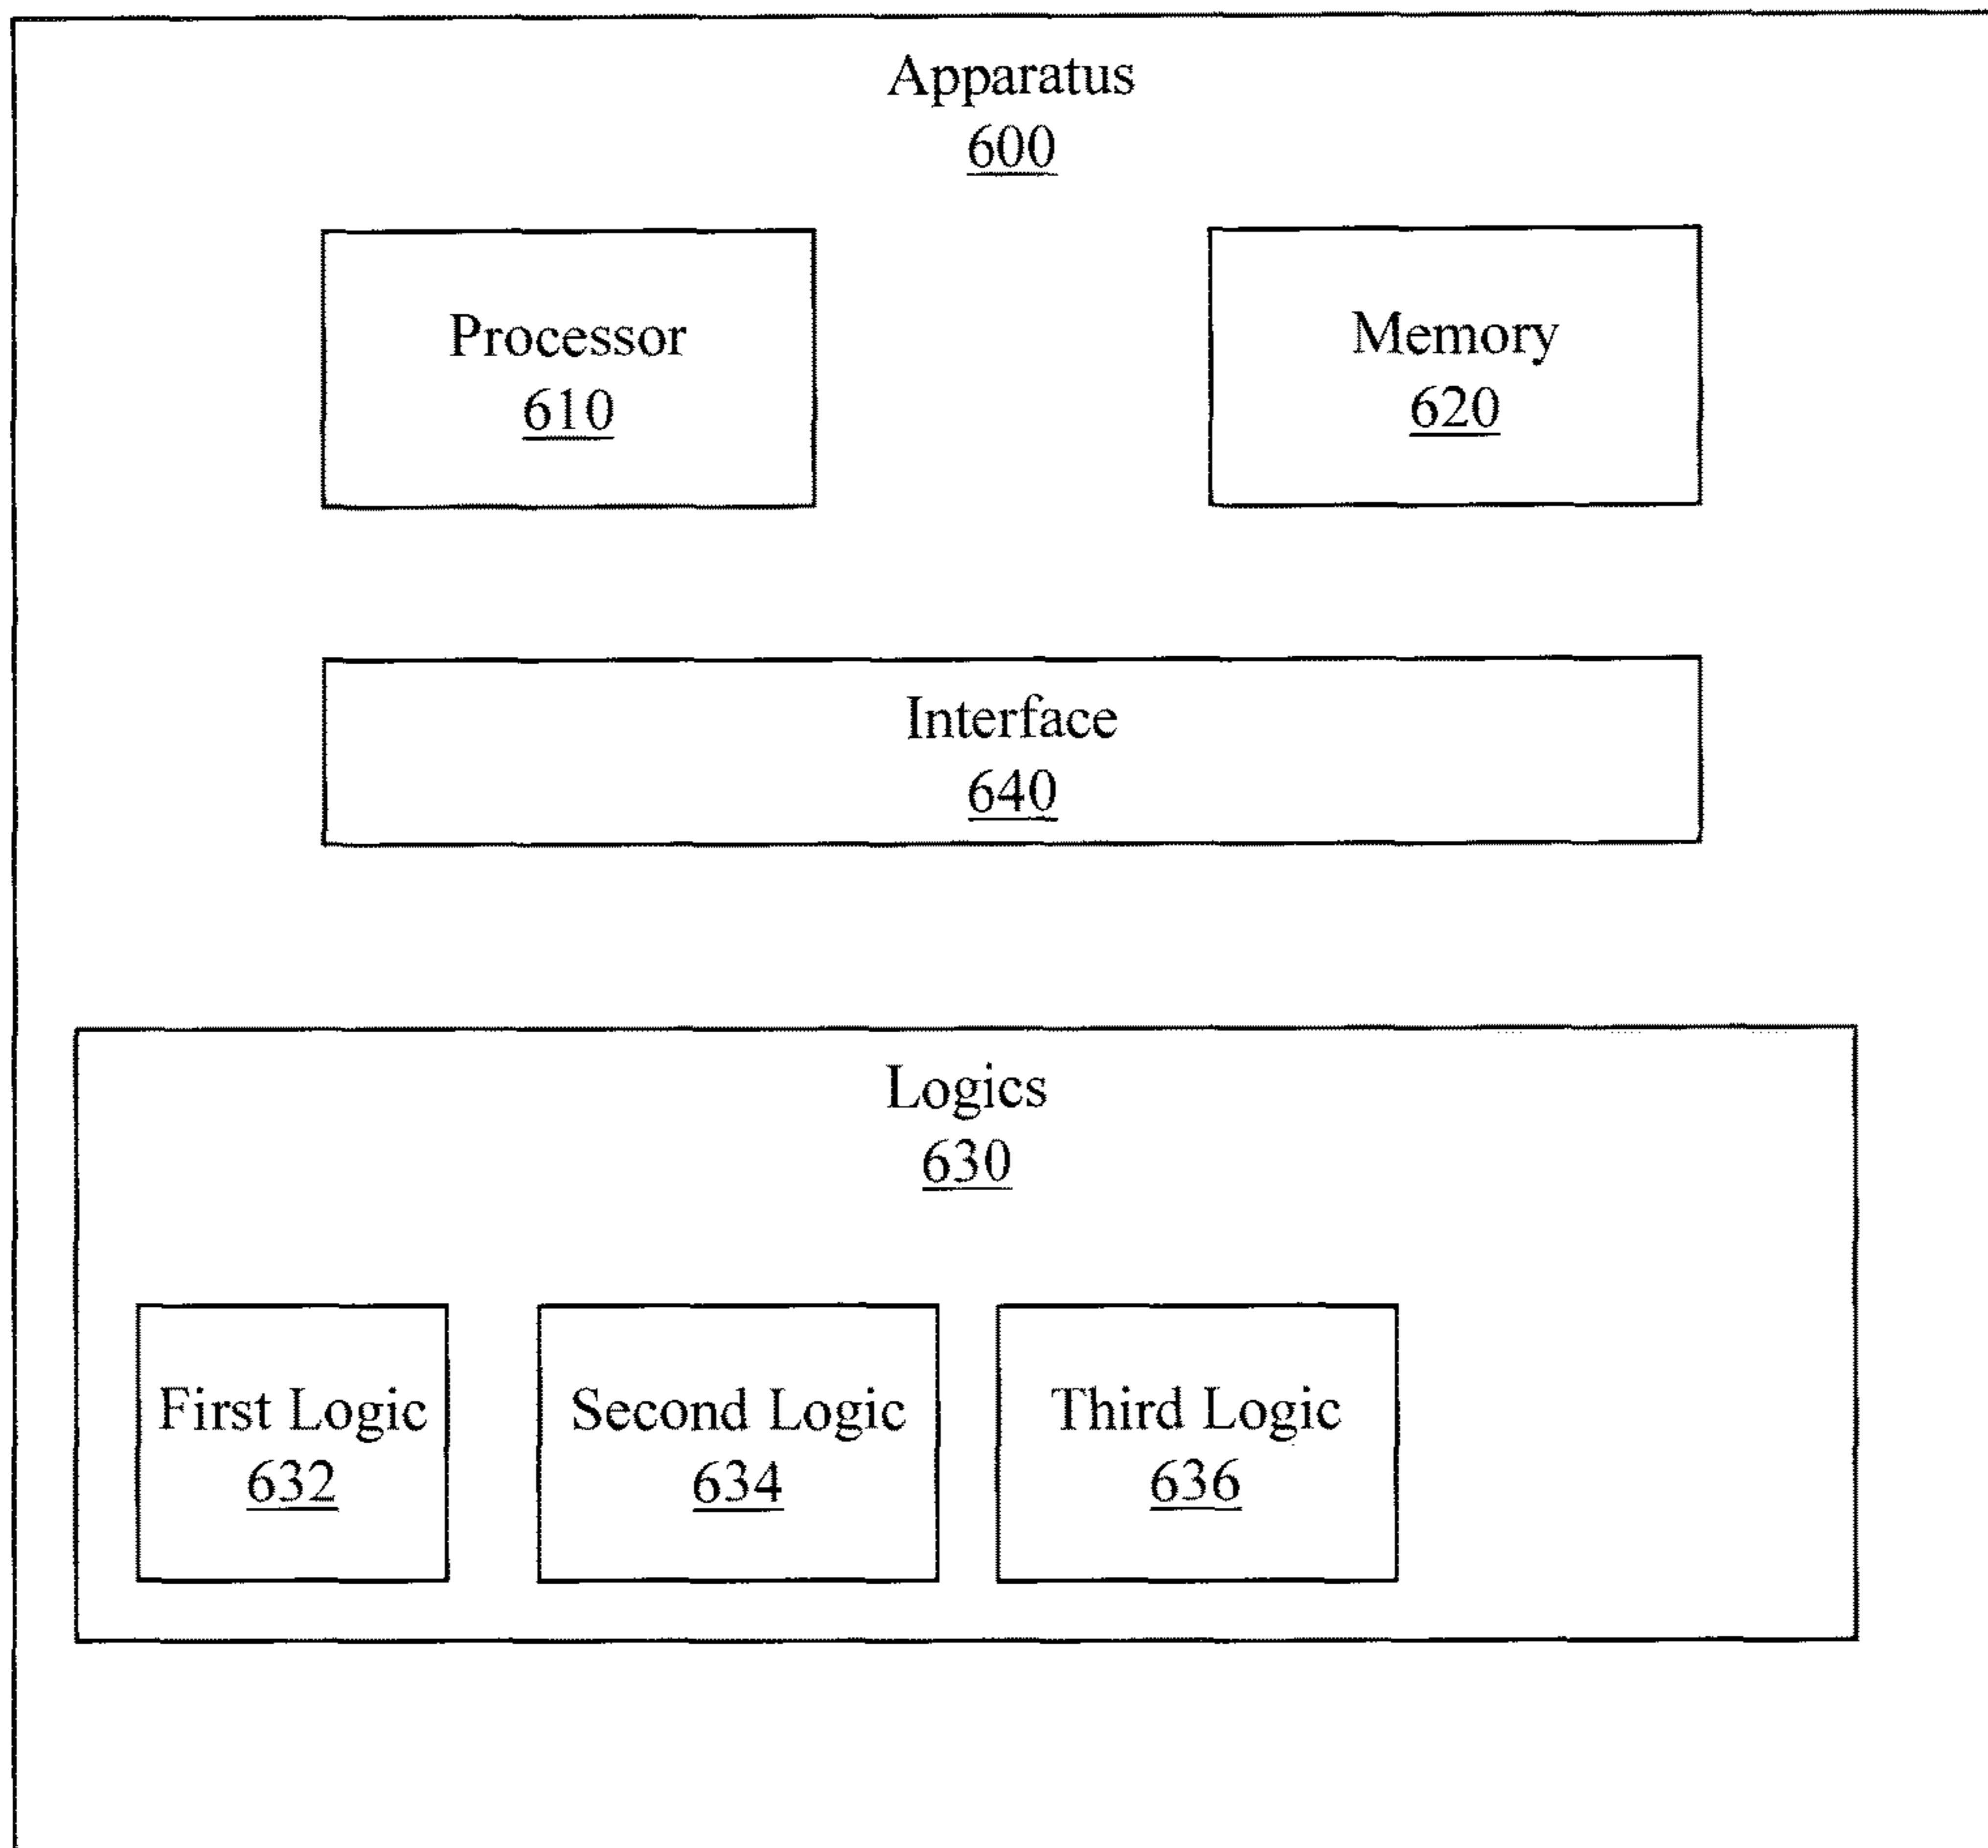 Apparatus
600
Processor
610
Memory
620
Interface
640
Logics
630
First Logic
632
Second Logic
634
Third Logic
636